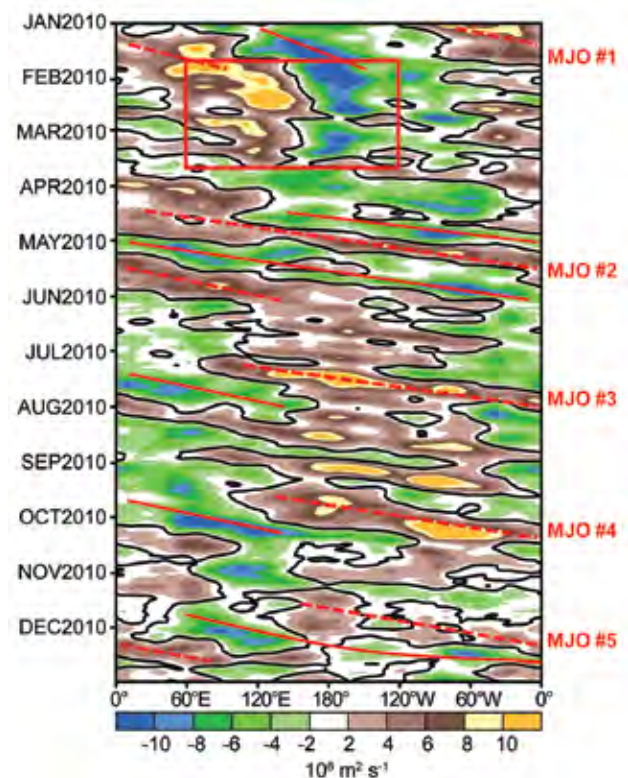 JAN2010
MJO #1
FEB2010
MAR2010
APR2010
MAY2010
MJO #2
JUN2010
JUL2010
MJO #3
AUG2010
SEP2010
OCT2010
MJO #4
NOV2010
DEC2010
MJO #5
0° 60°E 120°E 180° 120°W 60°W 0°
-10 -8 -6 -4 -2 2 4 6 8 10
10⁶ m² s⁻¹